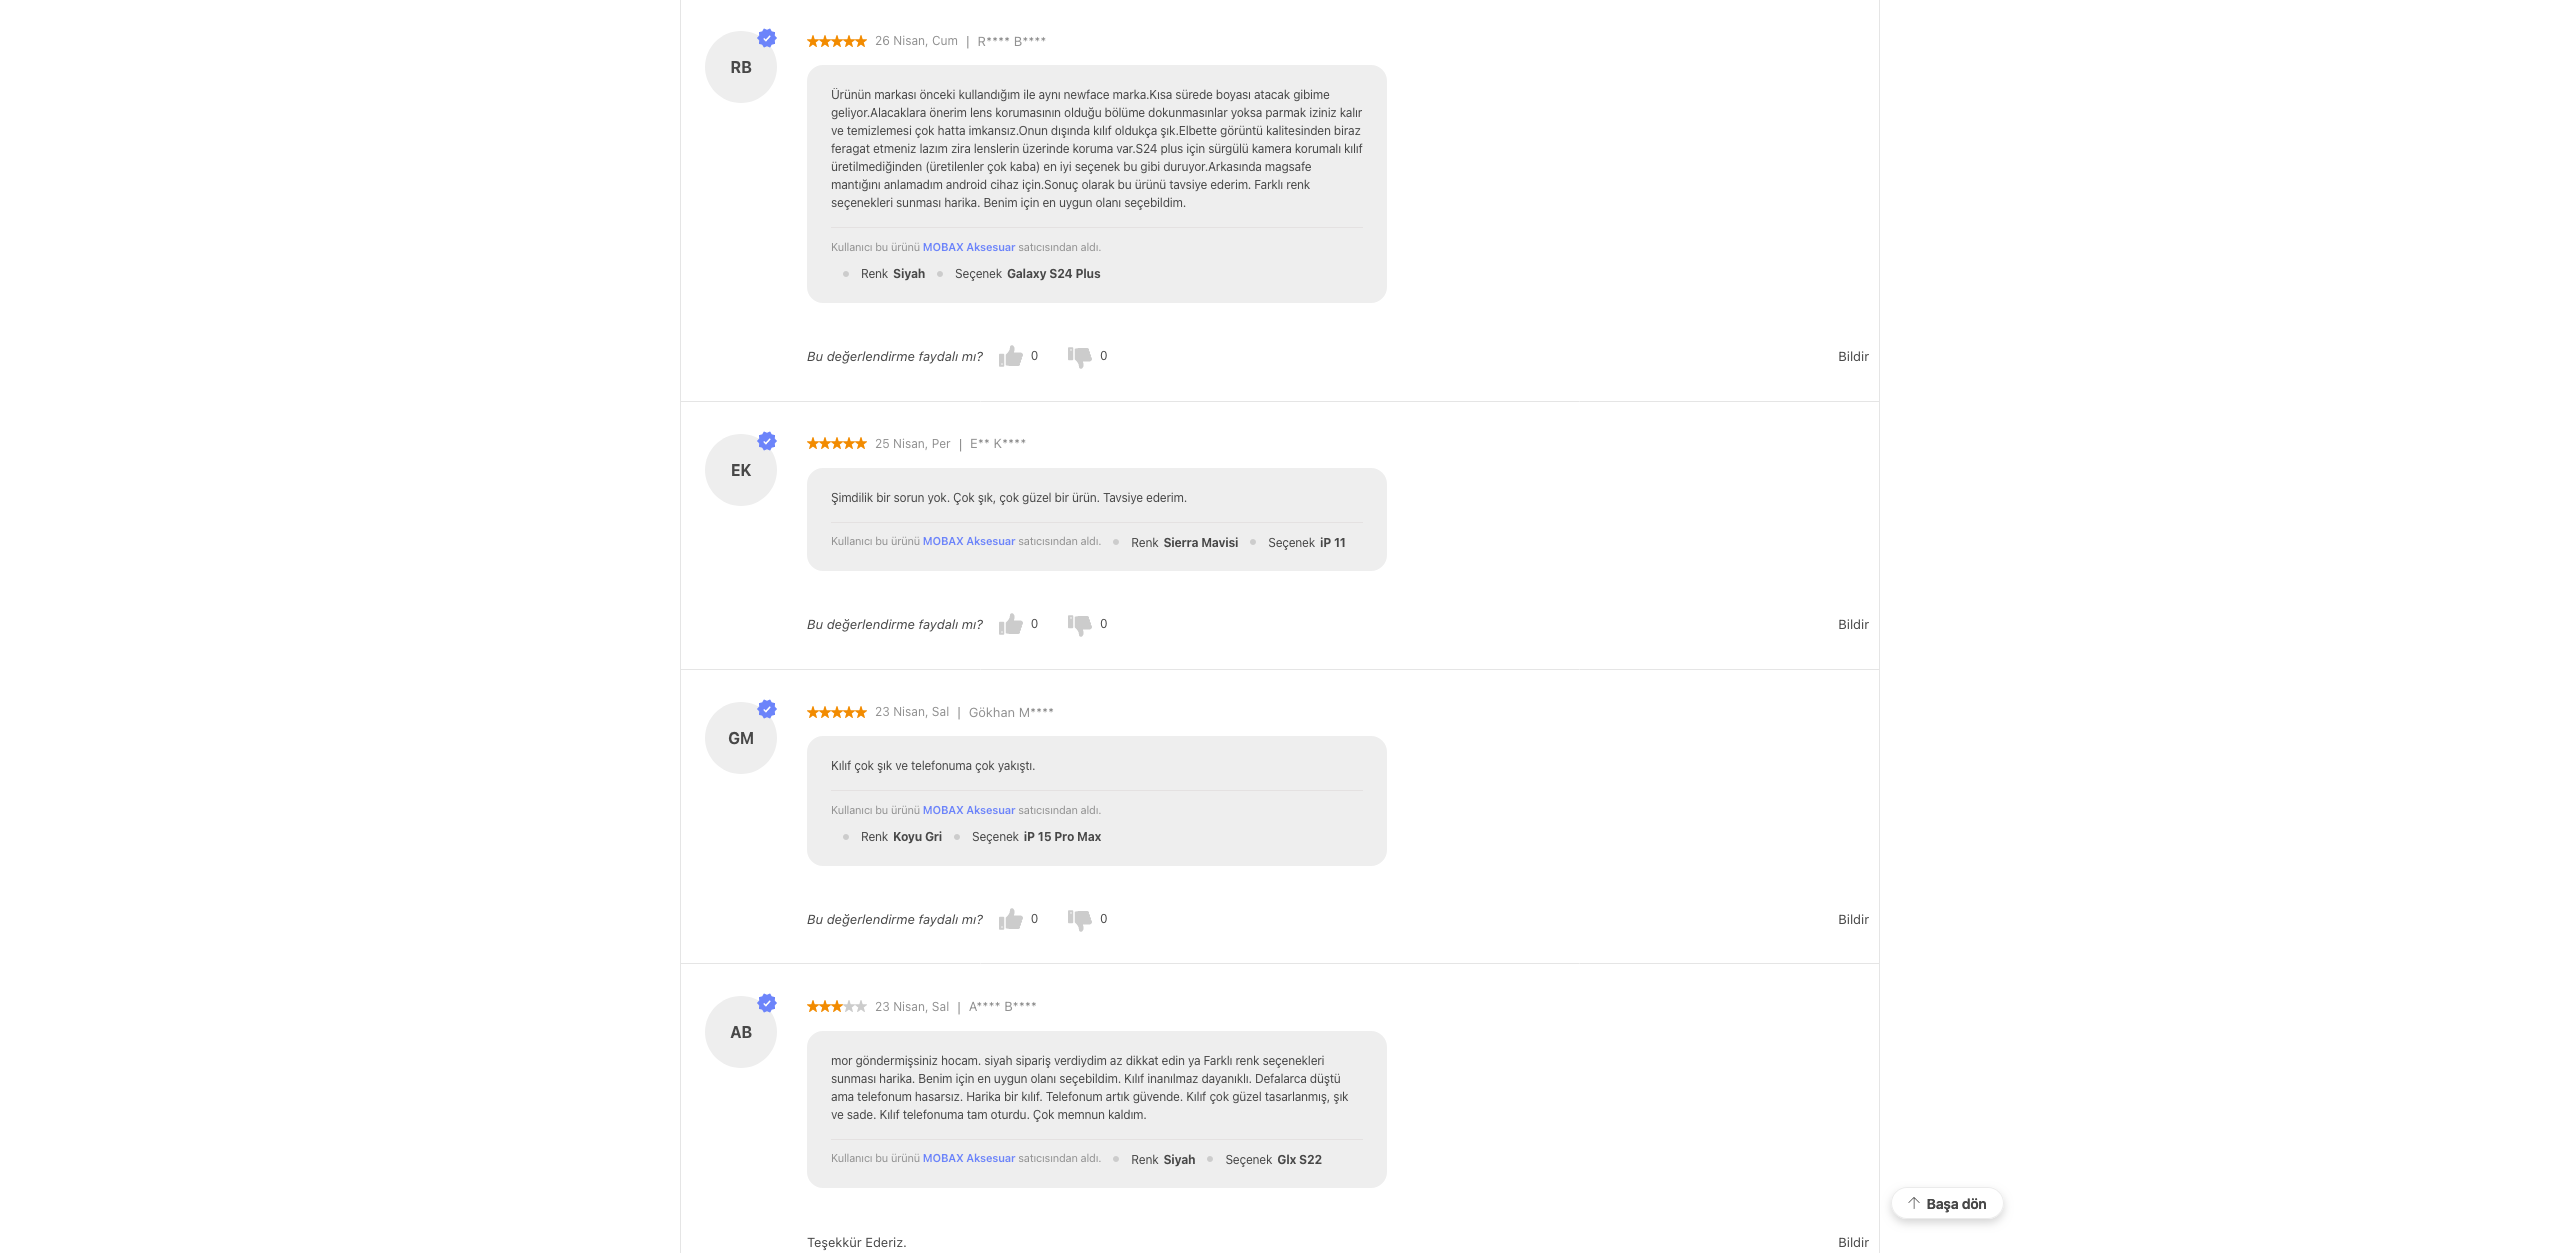 RB
26 Nisan, Cum | R**** B****
Ürünün markası önceki kullandığım ile aynı newface marka.Kısa sürede boyası atacak gibime
geliyor.Alacaklara önerim lens korumasının olduğu bölüme dokunmasınlar yoksa parmak iziniz kalır
ve temizlemesi çok hatta imkansız.Onun dışında kılıf oldukça şık.Elbette görüntü kalitesinden biraz
feragat etmeniz lazım zira lenslerin üzerinde koruma var.S24 plus için sürgülü kamera korumalı kılıf
üretilmediğinden (üretilenler çok kaba) en iyi seçenek bu gibi duruyor.Arkasında magsafe
mantığını anlamadım android cihaz için.Sonuç olarak bu ürünü tavsiye ederim. Farklı renk
seçenekleri sunması harika. Benim için en uygun olanı seçebildim.
Kullanıcı bu ürünü MOBAX Aksesuar satıcısından aldı.
Renk Siyah Seçenek Galaxy S24 Plus
Bu değerlendirme faydalı mı? 0 0 Bildir
EK
25 Nisan, Per | E** K****
Şimdilik bir sorun yok. Çok şık, çok güzel bir ürün. Tavsiye ederim.
Kullanıcı bu ürünü MOBAX Aksesuar satıcısından aldı. Renk Sierra Mavisi Seçenek iP 11
Bu değerlendirme faydalı mı? 0 0 Bildir
GM
23 Nisan, Sal | Gökhan M****
Kılıf çok şık ve telefonuma çok yakıştı.
Kullanıcı bu ürünü MOBAX Aksesuar satıcısından aldı.
Renk Koyu Gri Seçenek iP 15 Pro Max
Bu değerlendirme faydalı mı? 0 0 Bildir
AB
23 Nisan, Sal | A**** B****
mor göndermişsiniz hocam. siyah sipariş verdiydim az dikkat edin ya Farklı renk seçenekleri
sunması harika. Benim için en uygun olanı seçebildim. Kılıf inanılmaz dayanıklı. Defalarca düştü
ama telefonum hasarsız. Harika bir kılıf. Telefonum artık güvende. Kılıf çok güzel tasarlanmış, şık
ve sade. Kılıf telefonuma tam oturdu. Çok memnun kaldım.
Kullanıcı bu ürünü MOBAX Aksesuar satıcısından aldı. Renk Siyah Seçenek Glx S22
Başa dön
Teşekkür Ederiz. Bildir